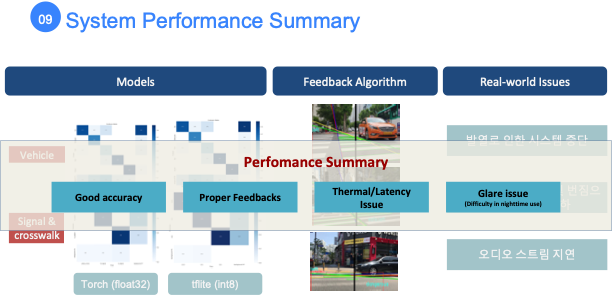 09 System Performance Summary
Models
Feedback Algorithm
Real-world Issues
발열로 인한 시스템 중단
Vehicle
Perfomance Summary
번짐으
Good accuracy
Proper Feedbacks
Thermal/Latency
Issue
Glare issue
(Difficulty in nighttime use)
Signal &
crosswalk
오디오 스트림 지연
Torch (float32)
tflite (int8)